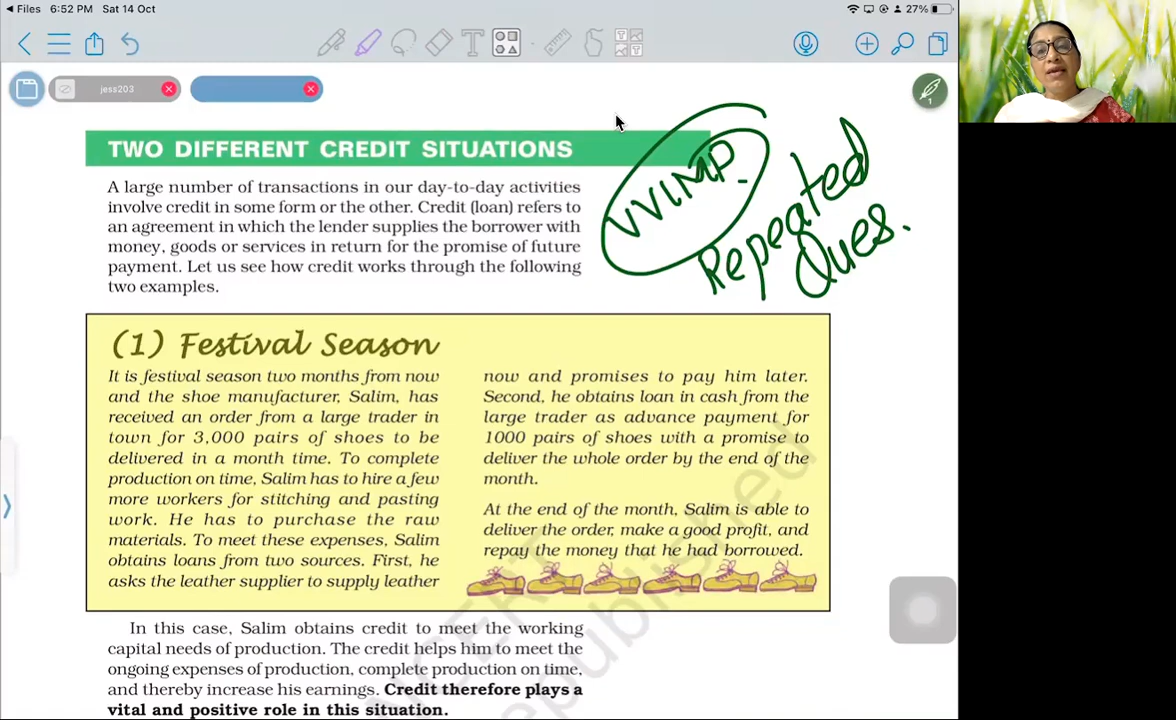 Files 6:52 PM Sat 14 Oct
27%
jess203
1
TWO DIFFERENT CREDIT SITUATIONS
A large number of transactions in our day-to-day activities
involve credit in some form or the other. Credit (loan) refers to
an agreement in which the lender supplies the borrower with
money, goods or services in return for the promise of future
payment. Let us see how credit works through the following
two examples.
VVIMP
Repeated
Ques.
(1) Festival Season
It is festival season two months from now
and the shoe manufacturer, Salim, has
received an order from a large trader in
town for 3,000 pairs of shoes to be
delivered in a month time. To complete
production on time, Salim has to hire a few
more workers for stitching and pasting
work. He has to purchase the raw
materials. To meet these expenses, Salim
obtains loans from two sources. First, he
asks the leather supplier to supply leather
now and promises to pay him later.
Second, he obtains loan in cash from the
large trader as advance payment for
1000 pairs of shoes with a promise to
deliver the whole order by the end of the
month.
At the end of the month, Salim is able to
deliver the order, make a good profit, and
repay the money that he had borrowed.
In this case, Salim obtains credit to meet the working
capital needs of production. The credit helps him to meet the
ongoing expenses of production, complete production on time,
and thereby increase his earnings. Credit therefore plays a
vital and positive role in this situation.
NCERT
republished